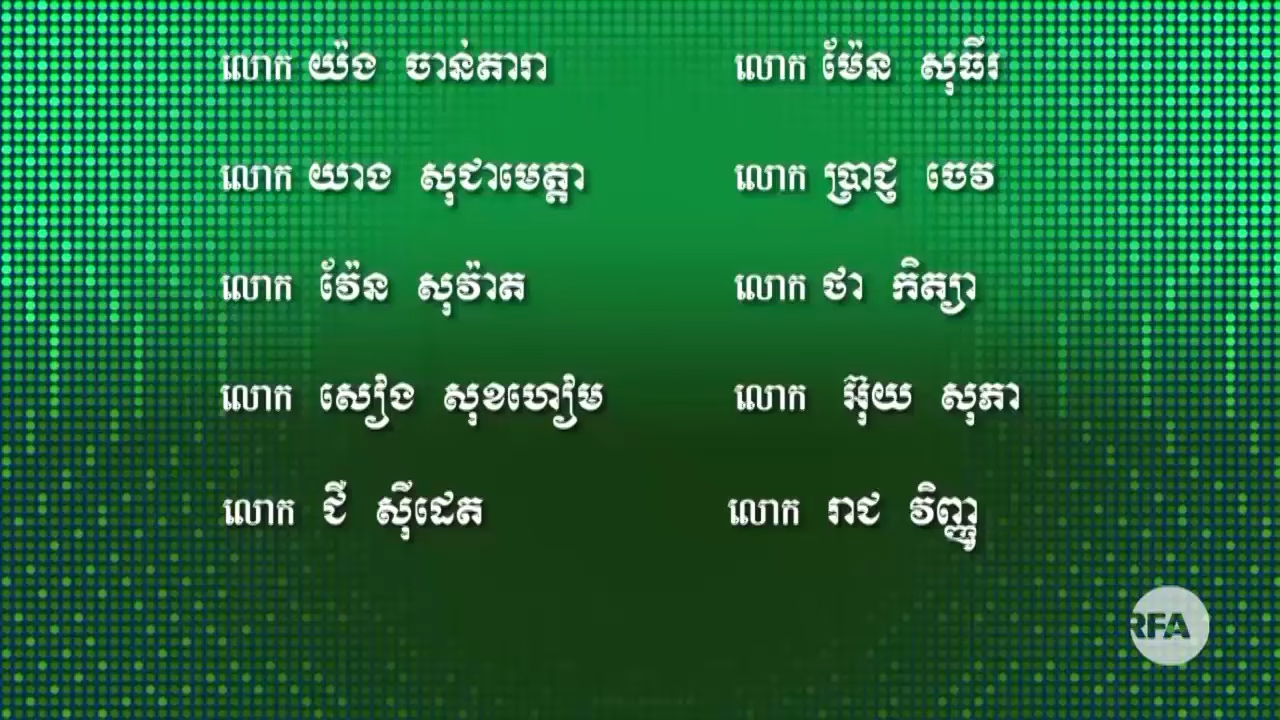 លោក យ៉ង ចាន់តារា
លោក ម៉ែន សុធីរ
លោក យាង សុជាមេត្តា
លោក ប្រាជ្ញ ចេវ
លោក វ៉ែន សុវ៉ាត
លោក ថា កិត្យា
លោក សៀង សុខហៀម
លោក អ៊ុយ សុភា
លោក ជី ស៊ីដេត
លោក រាជ វិញ្ញូ
RFA